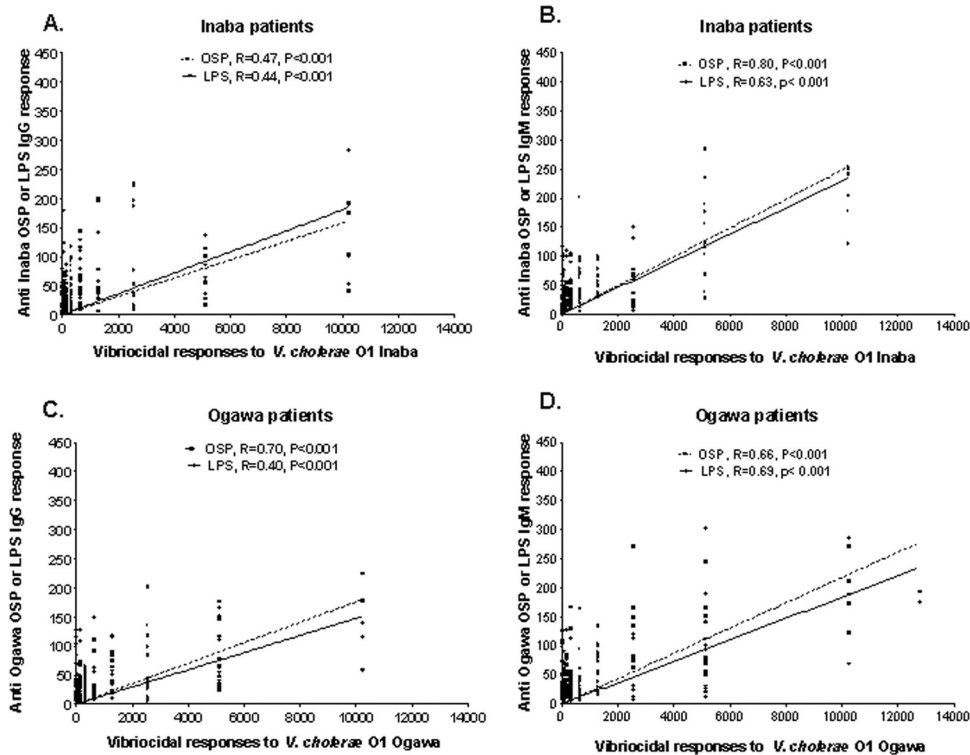 A.
Inaba patients
OSP, R=0.47, P<0.001
LPS, R=0.44, P<0.001
Anti Inaba OSP or LPS IgG response
450
400
350
300
250
200
150
100
50
0
0 2000 4000 6000 8000 10000 12000 14000
Vibriocidal responses to V. cholerae O1 Inaba
B.
Inaba patients
OSP, R=0.80, P<0.001
LPS, R=0.63, p< 0.001
Anti Inaba OSP or LPS IgM response
450
400
350
300
250
200
150
100
50
0
0 2000 4000 6000 8000 10000 12000 14000
Vibriocidal responses to V. cholerae O1 Inaba
C.
Ogawa patients
OSP, R=0.70, P<0.001
LPS, R=0.40, P<0.001
Anti Ogawa OSP or LPS IgG response
450
400
350
300
250
200
150
100
50
0
0 2000 4000 6000 8000 10000 12000 14000
Vibriocidal responses to V. cholerae O1 Ogawa
D.
Ogawa patients
OSP, R=0.66, P<0.001
LPS, R=0.69, p< 0.001
Anti Ogawa OSP or LPS IgM response
450
400
350
300
250
200
150
100
50
0
0 2000 4000 6000 8000 10000 12000 14000
Vibriocidal responses to V. cholerae O1 Ogawa